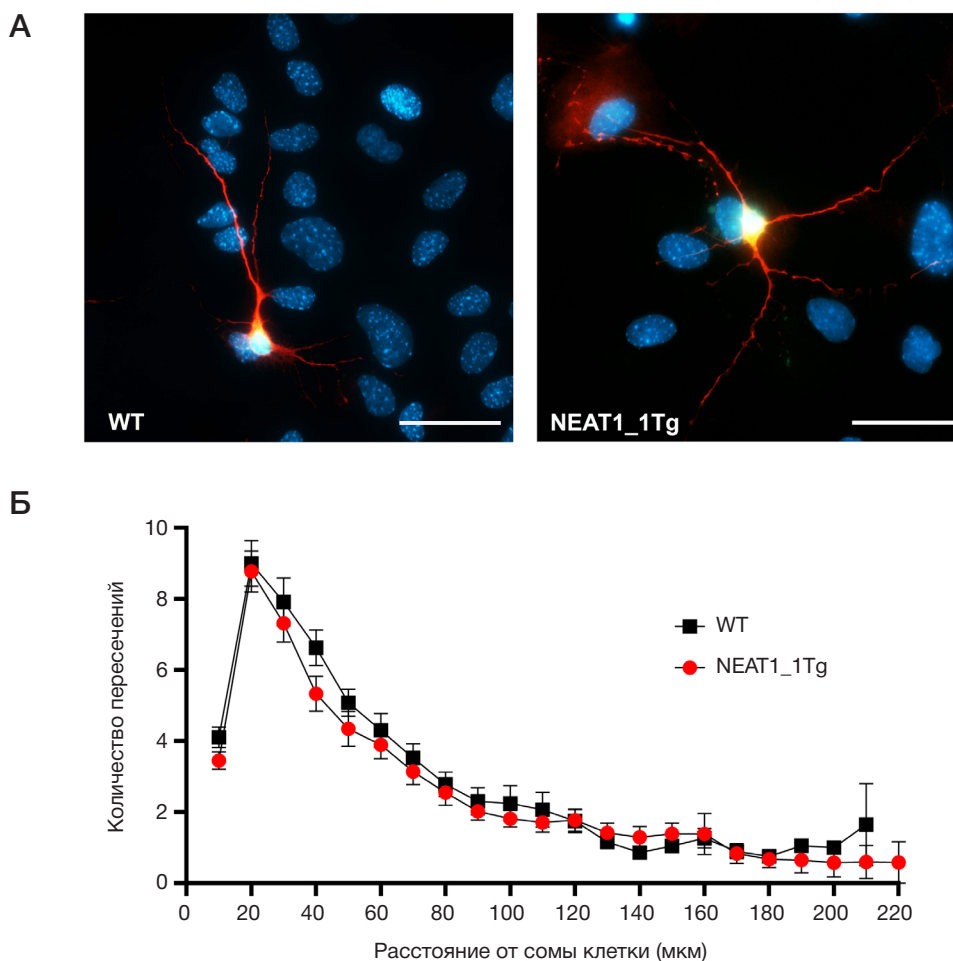 А
WT
NEAT1_1Tg
Б
Количество пересечений
10
8
6
4
2
0
WT
NEAT1_1Tg
0 20 40 60 80 100 120 140 160 180 200 220
Расстояние от сомы клетки (мкм)